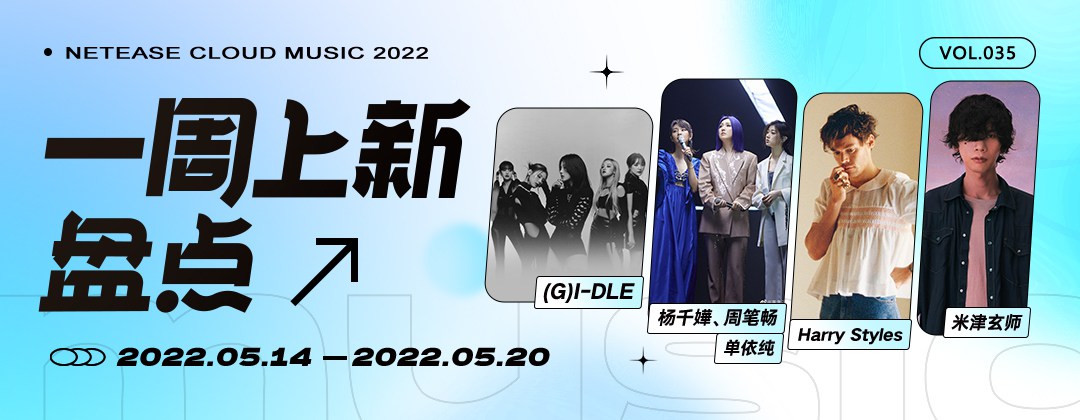 NETEASE CLOUD MUSIC 2022
VOL.035
一周上新
盘点
(G)I-DLE
杨千嬅、周笔畅
单依纯
Harry Styles
米津玄师
2022.05.14 — 2022.05.20
music